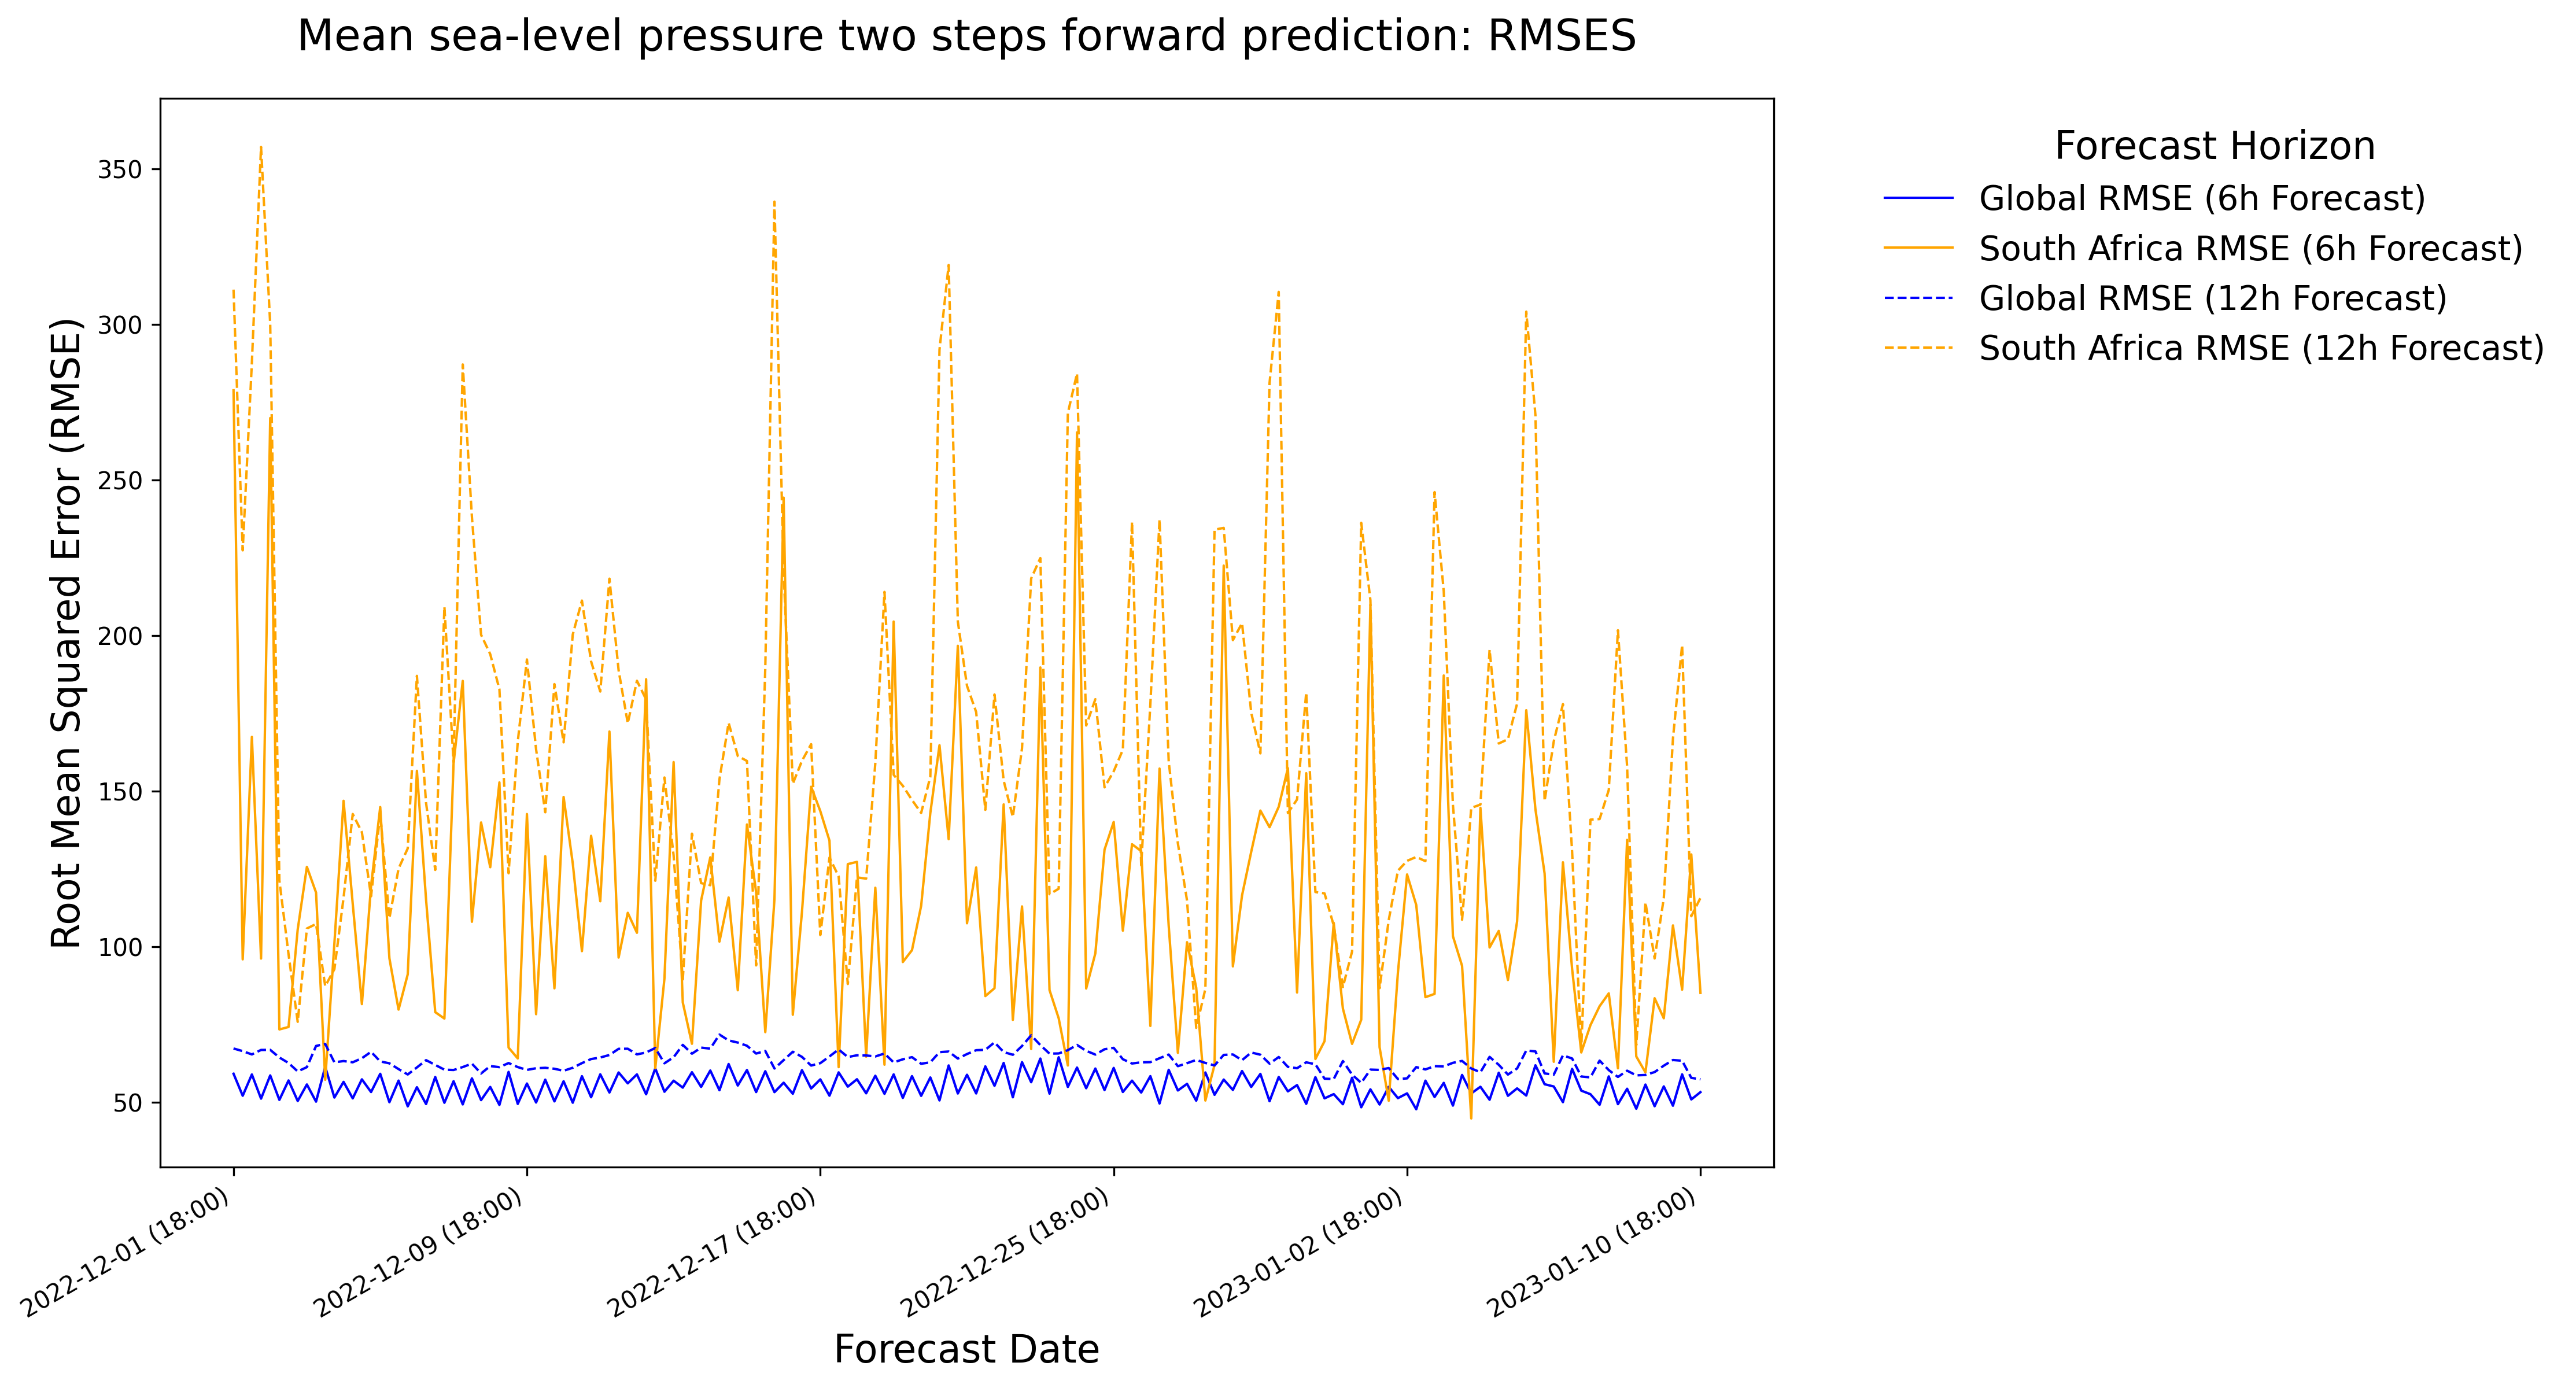 Mean sea-level pressure two steps forward prediction: RMSES
Root Mean Squared Error (RMSE)
350
300
250
200
150
100
50
2022-12-01 (18:00)
2022-12-09 (18:00)
2022-12-17 (18:00)
2022-12-25 (18:00)
2023-01-02 (18:00)
2023-01-10 (18:00)
Forecast Date
Forecast Horizon
Global RMSE (6h Forecast)
South Africa RMSE (6h Forecast)
Global RMSE (12h Forecast)
South Africa RMSE (12h Forecast)